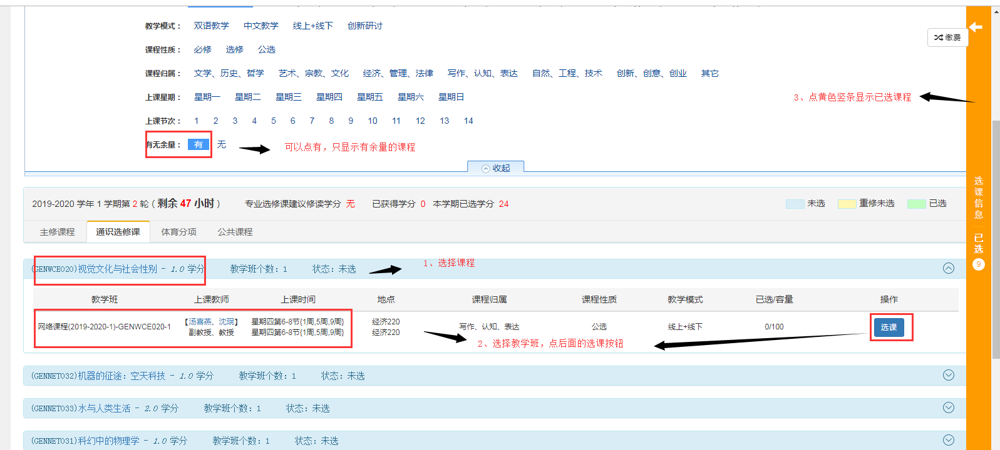 教学模式： 双语教学 中文教学 线上+线下 创新研讨
缴费
课程性质： 必修 选修 公选
课程归属： 文学、历史、哲学 艺术、宗教、文化 经济、管理、法律 写作、认知、表达 自然、工程、技术 创新、创意、创业 其它
上课星期： 星期一 星期二 星期三 星期四 星期五 星期六 星期日
3、点黄色竖条显示已选课程
上课节次： 1 2 3 4 5 6 7 8 9 10 11 12 13 14
有无余量： 有 无
可以点有，只显示有余量的课程
收起
选课信息 已选 9
2019-2020 学年 1 学期第 2 轮 ( 剩余 47 小时 ) 专业选修课建议修读学分 无 已获得学分 0 本学期已选学分 24 未选 重修未选 已选
主修课程 通识选修课 体育分项 公共课程
(GENWCE020)视觉文化与社会性别 - 1.0 学分 教学班个数：1 状态：未选
1、选择课程
教学班 上课教师 上课时间 地点 课程归属 课程性质 教学模式 已选/容量 操作
网络课程(2019-2020-1)-GENWCE020-1 【汤喜燕、沈珉】 副教授、教授 星期四第6-8节{1周,5周,9周} 星期四第6-8节{1周,5周,9周} 经济220 经济220 写作、认知、表达 公选 线上+线下 0/100 选课
2、选择教学班，点后面的选课按钮
(GENNET032)机器的征途：空天科技 - 1.0 学分 教学班个数：1 状态：未选
(GENNET033)水与人类生活 - 2.0 学分 教学班个数：1 状态：未选
(GENNET031)科幻中的物理学 - 1.0 学分 教学班个数：1 状态：未选